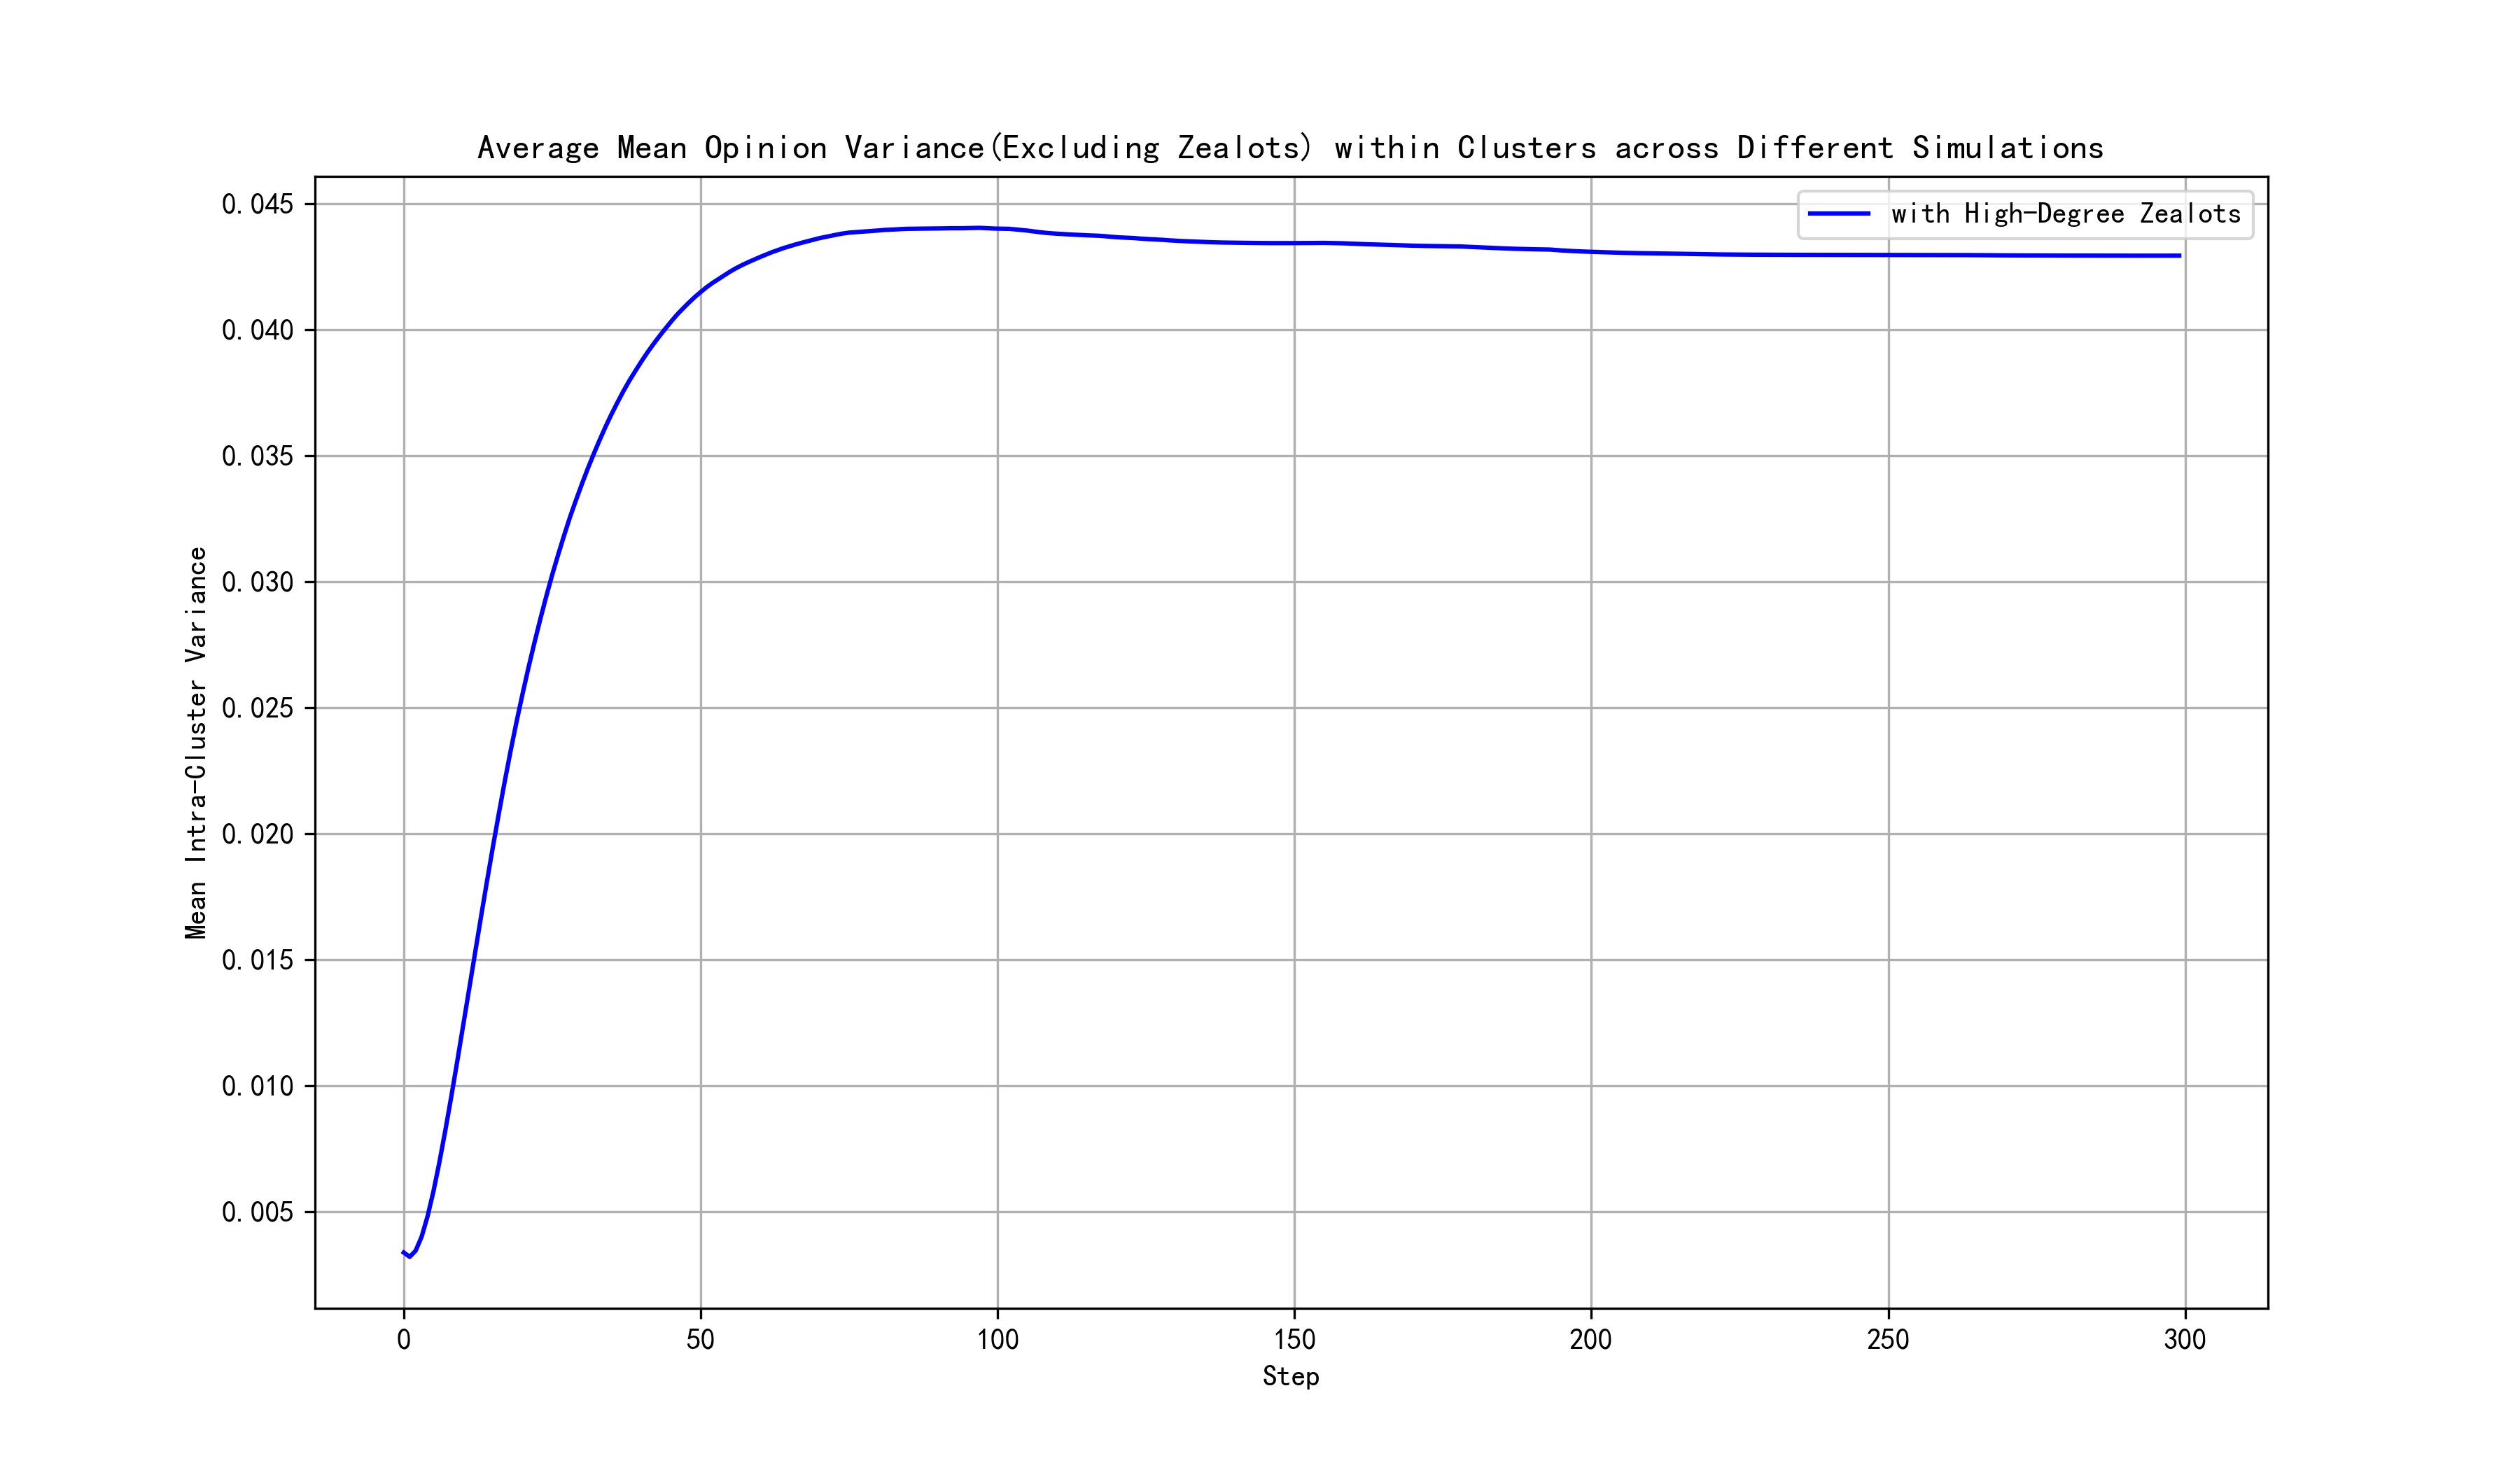 Average Mean Opinion Variance(Excluding Zealots) within Clusters across Different Simulations
with High-Degree Zealots
Mean Intra-Cluster Variance
0.045
0.040
0.035
0.030
0.025
0.020
0.015
0.010
0.005
0 50 100 150 200 250 300
Step